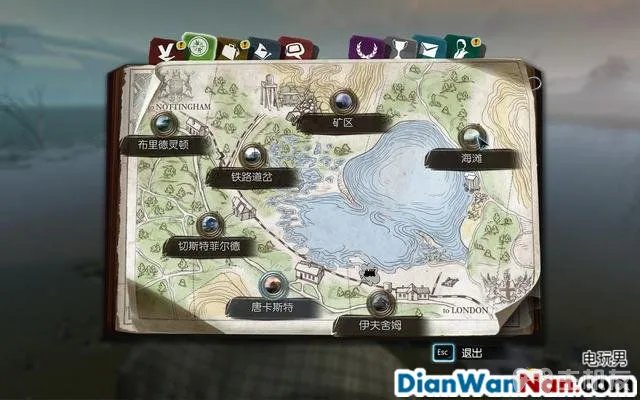 NOTTINGHAM
矿区
布里德灵顿
海滩
铁路道岔
切斯特菲尔德
唐卡斯特
to LONDON
伊夫舍姆
Esc 退出
电玩男
DianWanNan.com